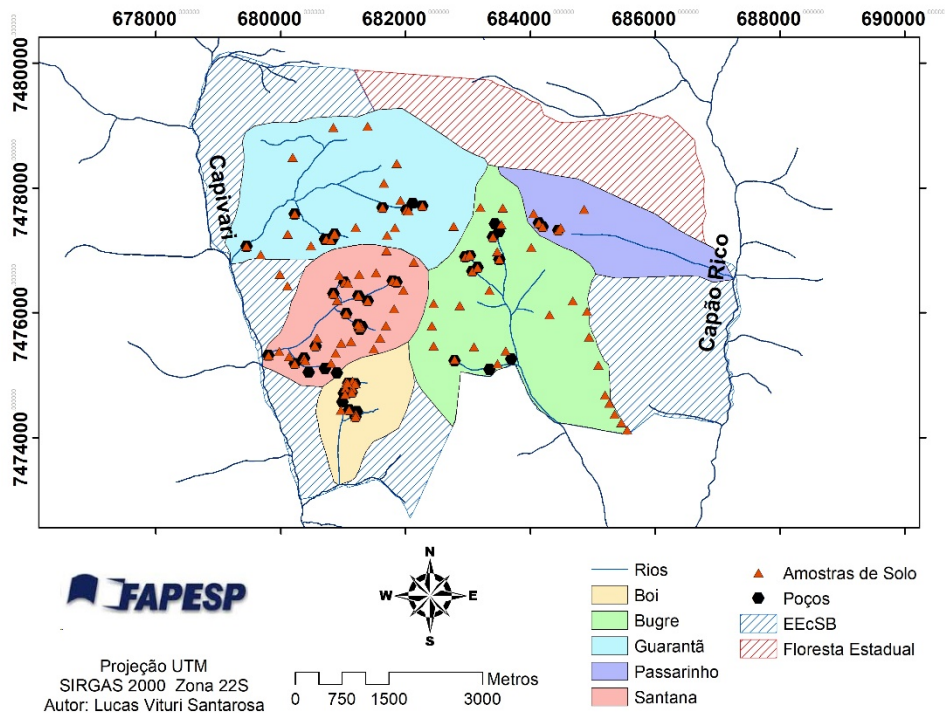 678000 680000 682000 684000 686000 688000 690000
7480000
7478000
7476000
7474000
Capivari
Capão Rico
FAPESP
N
W E
S
Projeção UTM
SIRGAS 2000 Zona 22S
Autor: Lucas Vituri Santarosa
Metros
0 750 1500 3000
Rios
Boi
Bugre
Guarantã
Passarinho
Santana
Amostras de Solo
Poços
EEcSB
Floresta Estadual